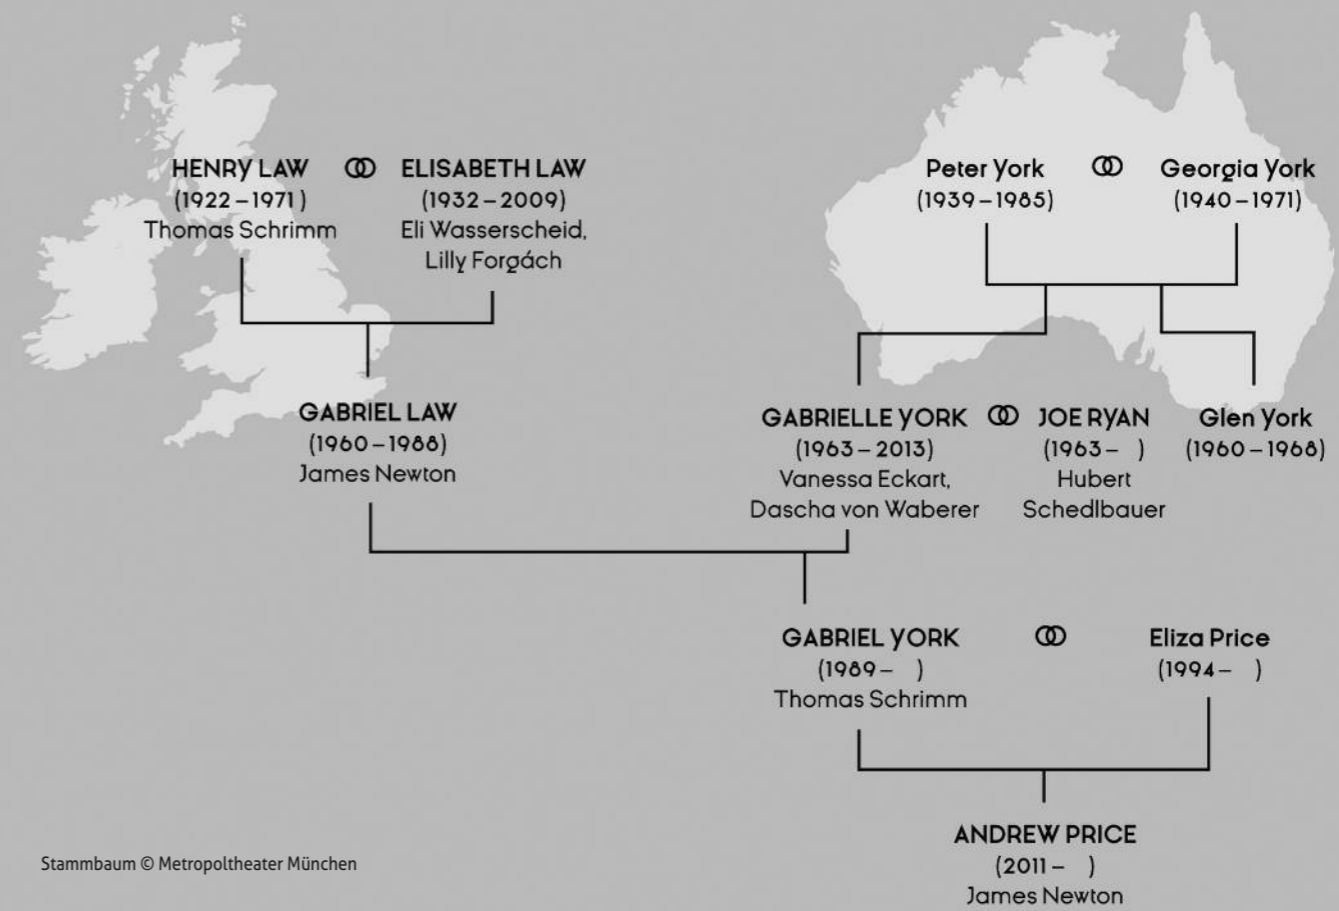 HENRY LAW
(1922 – 1971 )
Thomas Schrimm
ELISABETH LAW
(1932 – 2009)
Eli Wasserscheid,
Lilly Forgách
Peter York
(1939 – 1985)
Georgia York
(1940 – 1971)
GABRIEL LAW
(1960 – 1988)
James Newton
GABRIELLE YORK
(1963 – 2013)
Vanessa Eckart,
Dascha von Waberer
JOE RYAN
(1963 – )
Hubert
Schedlbauer
Glen York
(1960 – 1968)
GABRIEL YORK
(1989 – )
Thomas Schrimm
Eliza Price
(1994 – )
ANDREW PRICE
(2011 – )
James Newton
Stammbaum © Metropoltheater München